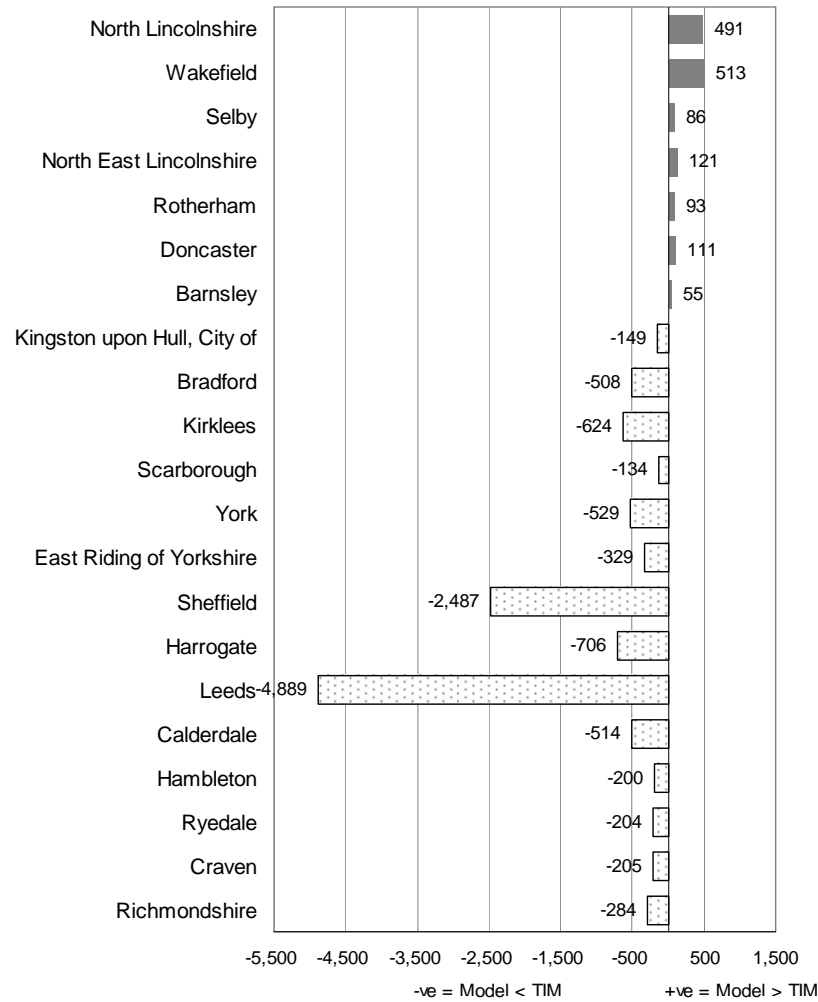 North Lincolnshire 491
Wakefield 513
Selby 86
North East Lincolnshire 121
Rotherham 93
Doncaster 111
Barnsley 55
Kingston upon Hull, City of -149
Bradford -508
Kirklees -624
Scarborough -134
York -529
East Riding of Yorkshire -329
Sheffield -2,487
Harrogate -706
Leeds -4,889
Calderdale -514
Hambleton -200
Ryedale -204
Craven -205
Richmondshire -284
-5,500 -4,500 -3,500 -2,500 -1,500 -500 500 1,500
-ve = Model < TIM +ve = Model > TIM